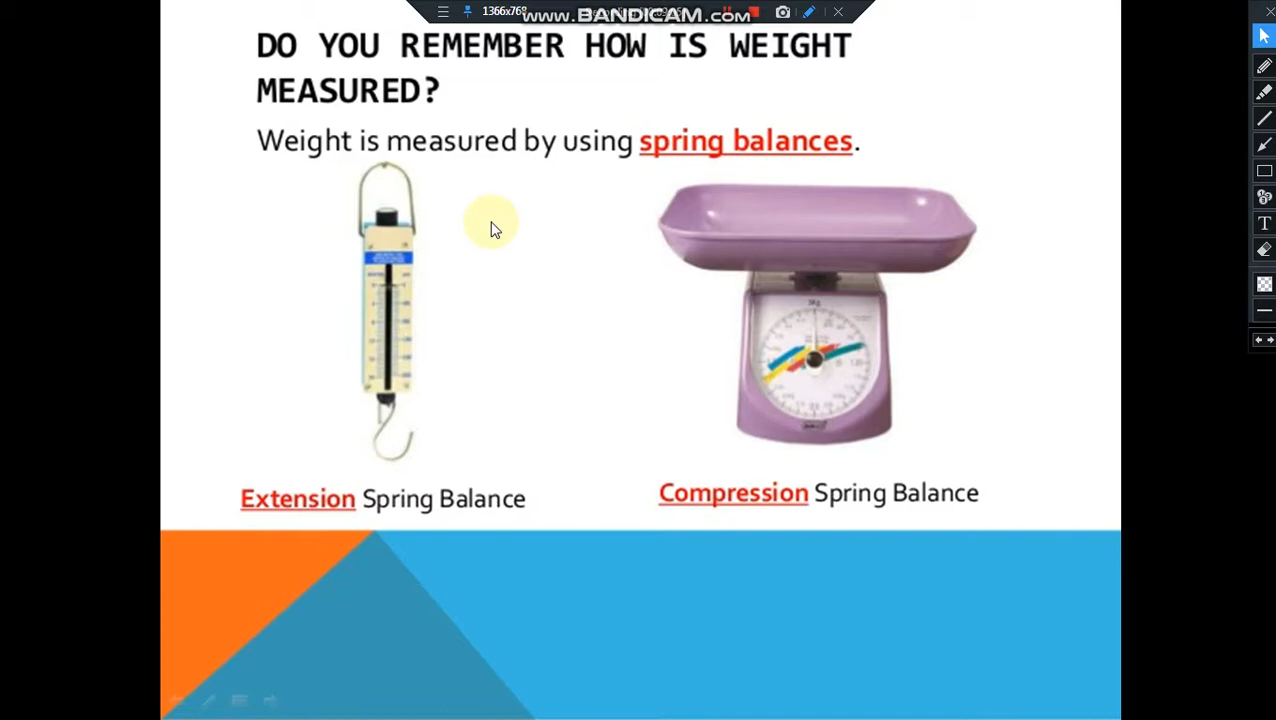 1366x768
www.BANDICAM.com
DO YOU REMEMBER HOW IS WEIGHT
MEASURED?
Weight is measured by using spring balances.
Extension Spring Balance
Compression Spring Balance